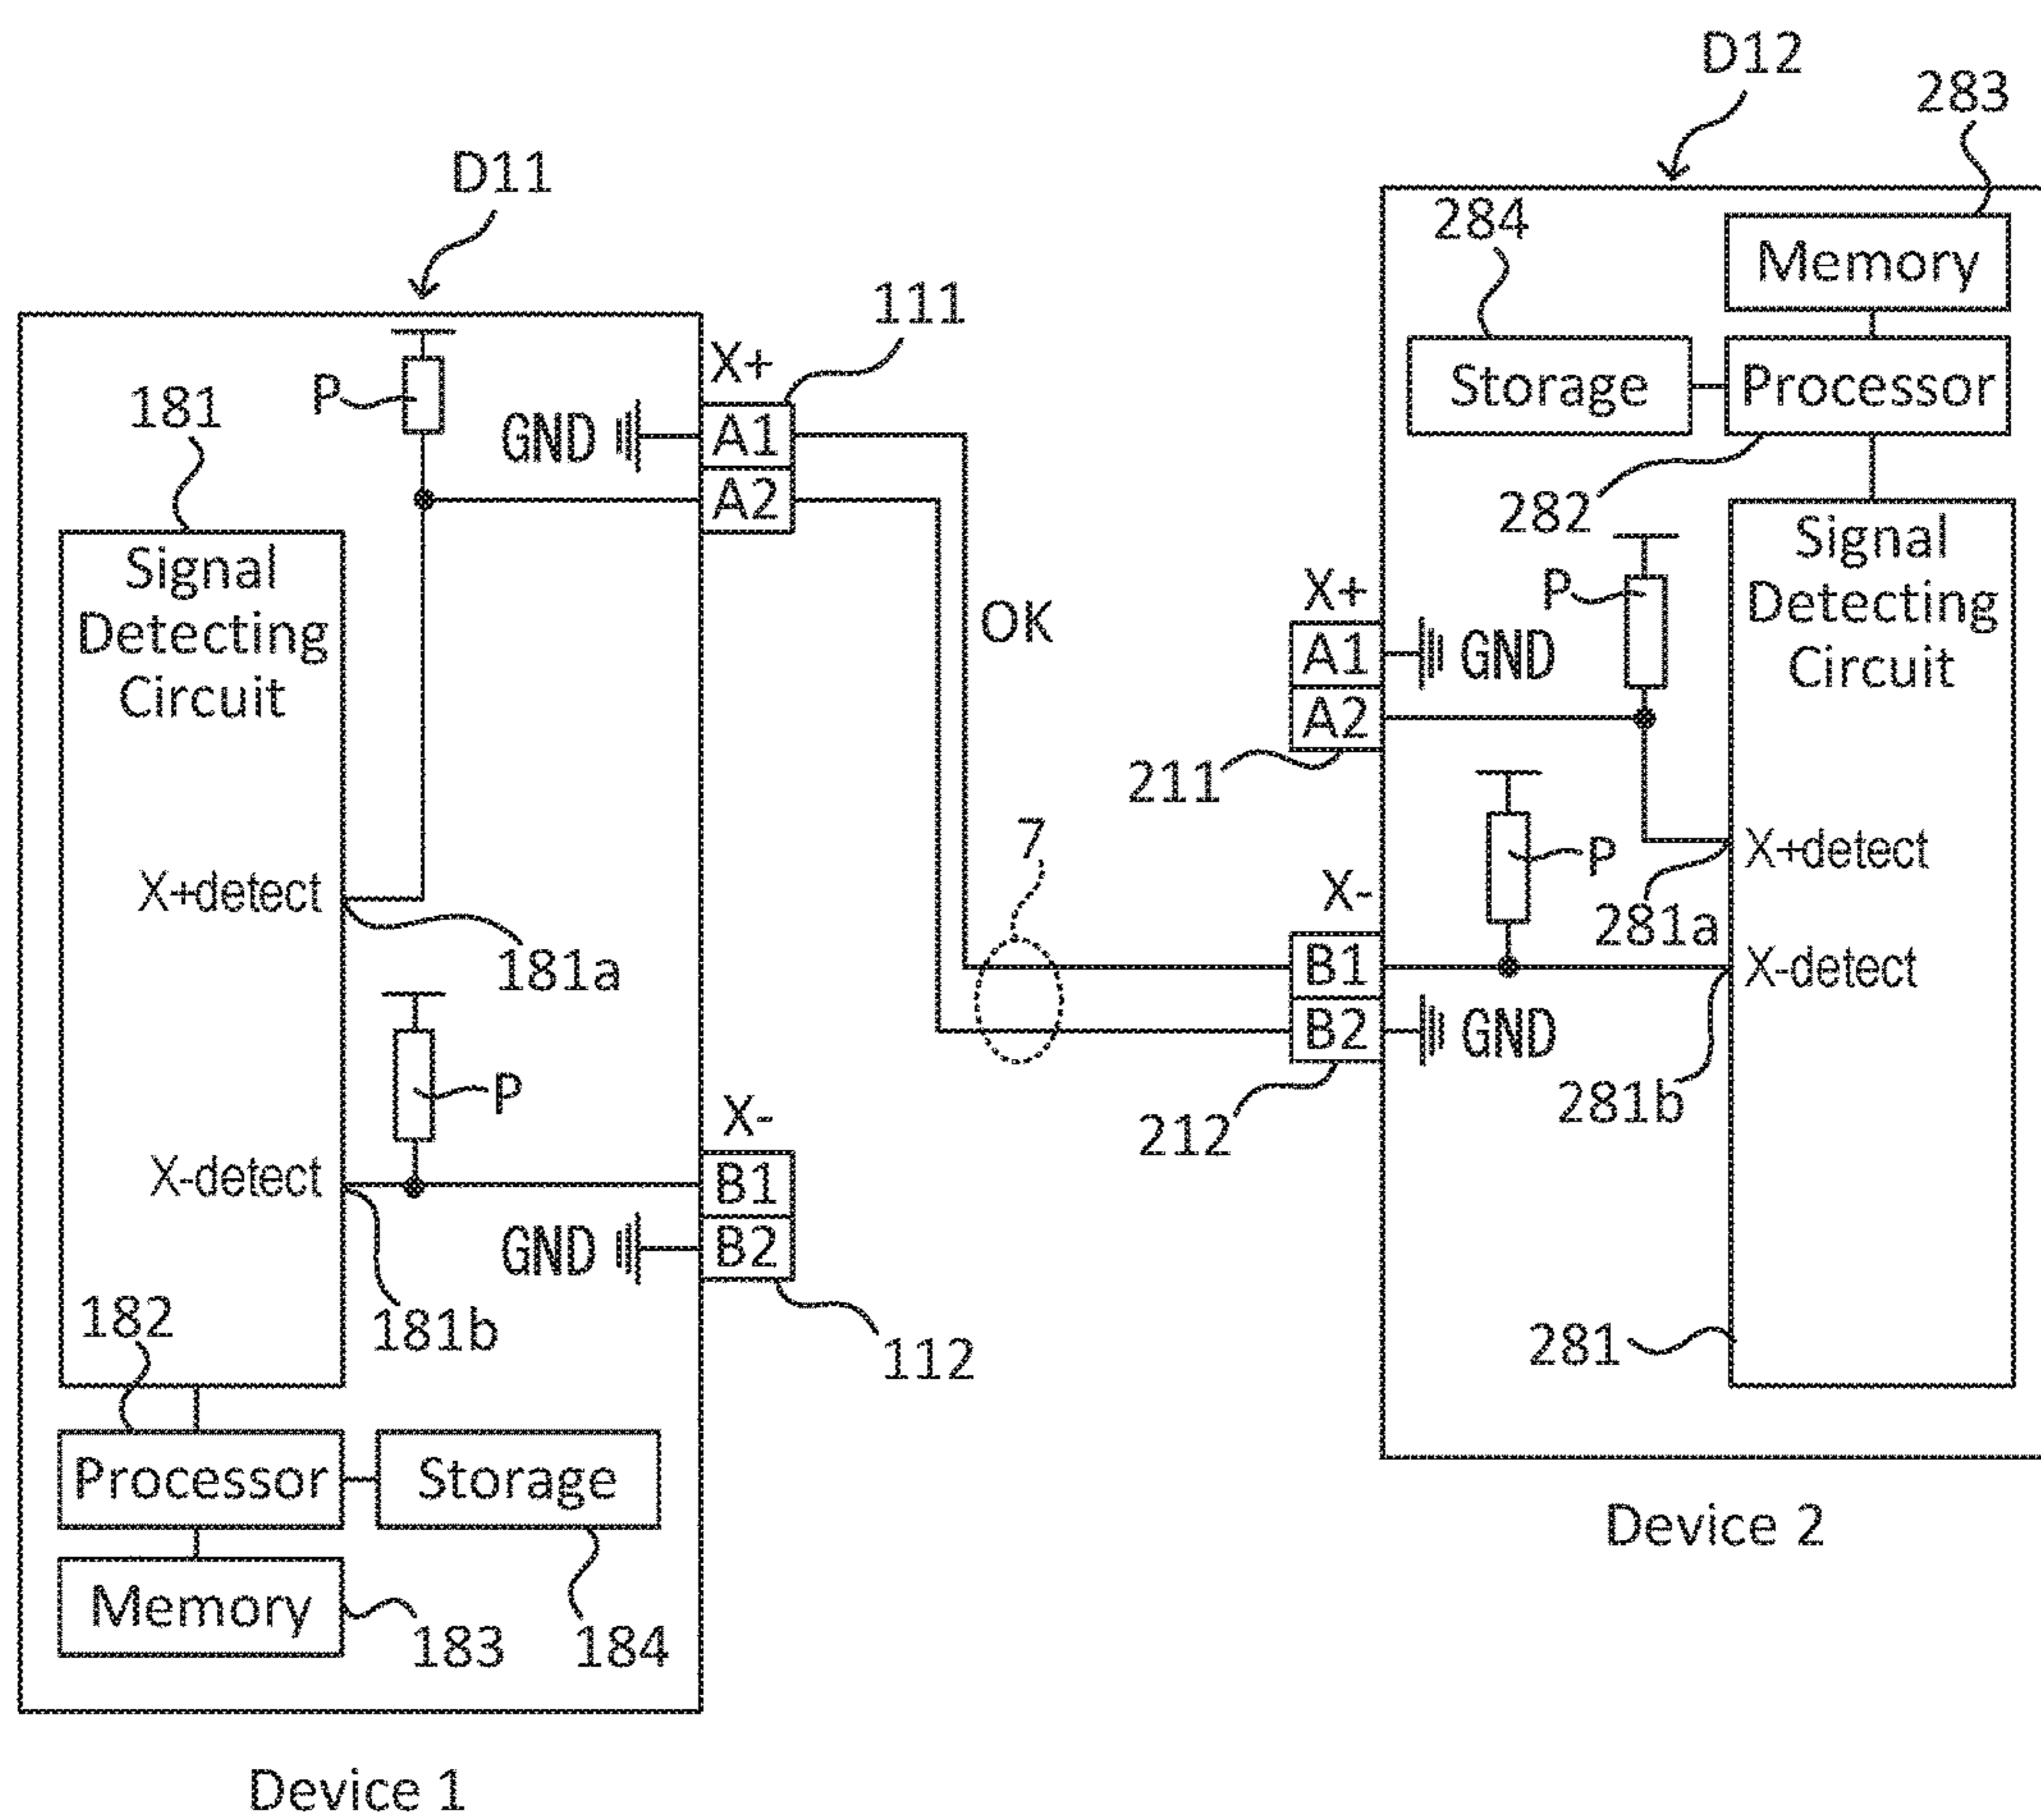 D12
283
D11
284
Memory
111
X+
P
Storage
Processor
181
GND
A1
A2
282
Signal
Detecting
Circuit
Signal
Detecting
Circuit
X+
P
OK
A1
GND
A2
211
7
P
X+detect
X-
281a
X+detect
181a
B1
X-detect
B2
GND
P
281b
X-
212
X-detect
B1
GND
B2
182
181b
112
281
Processor
Storage
Device 2
Memory
183
184
Device 1